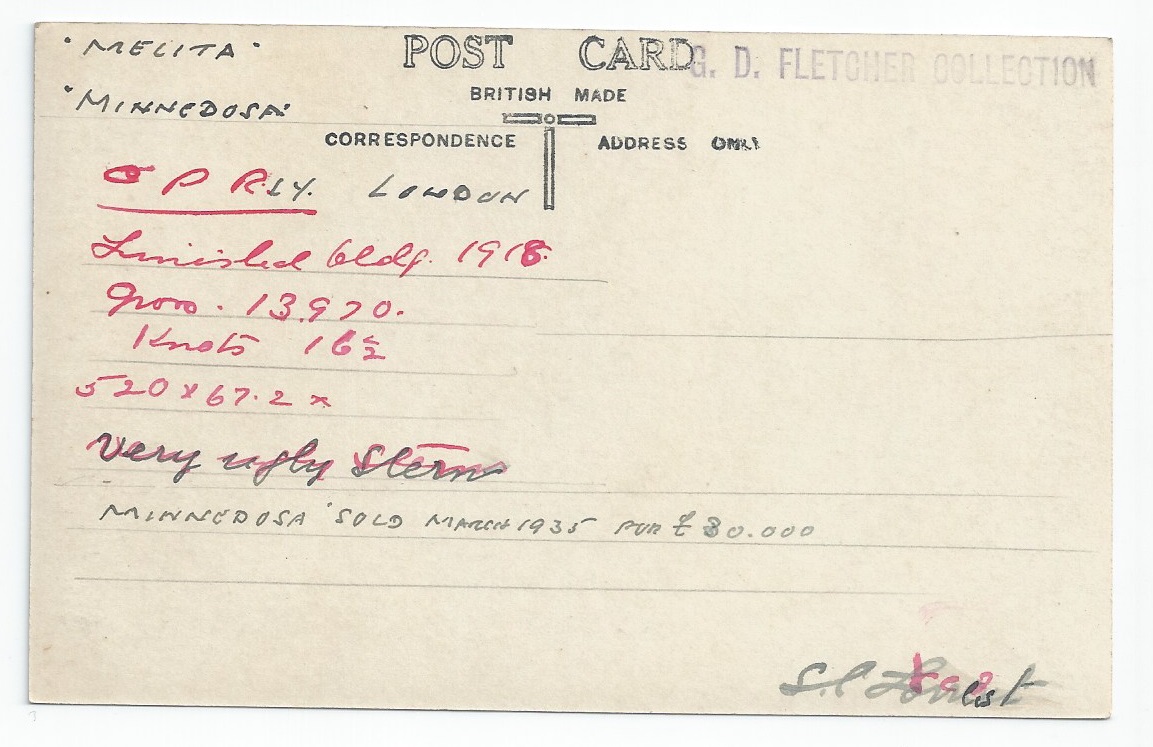 "MELITA"
POST CARD
G. D. FLETCHER COLLECTION
"MINNEDOSA"
BRITISH MADE
CORRESPONDENCE
ADDRESS ONLY
C P RLY. LONDON
Finished bldg. 1918.
Gross. 13.970.
Knots 16½
520 x 67.2 x
Very ugly Stern
MINNEDOSA SOLD MARCH 1935 FOR £ 30.000